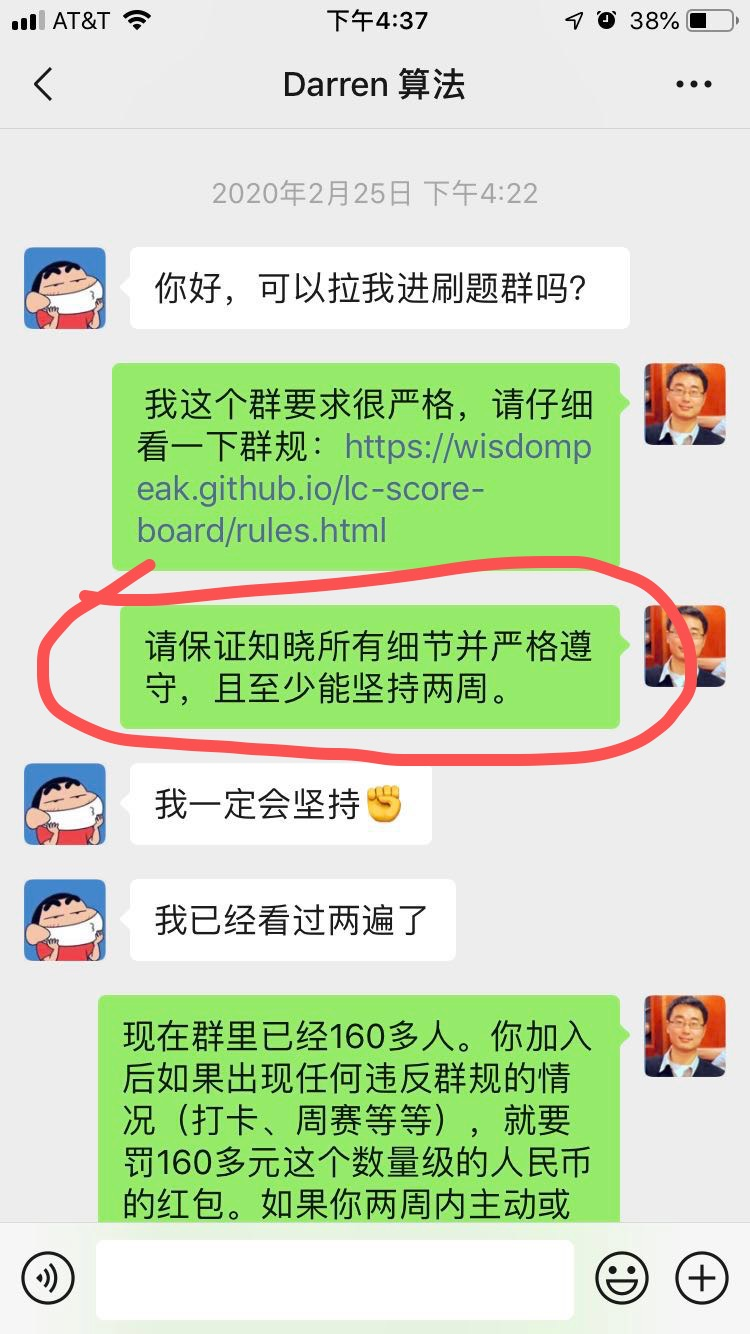 AT&T 下午4:37 38%
Darren 算法
2020年2月25日 下午4:22
你好，可以拉我进刷题群吗?
我这个群要求很严格，请仔细
看一下群规：https://wisdomp
eak.github.io/lc-score-
board/rules.html
请保证知晓所有细节并严格遵
守，且至少能坚持两周。
我一定会坚持✊
我已经看过两遍了
现在群里已经160多人。你加入
后如果出现任何违反群规的情
况（打卡、周赛等等），就要
罚160多元这个数量级的人民币
的红包。如果你两周内主动或